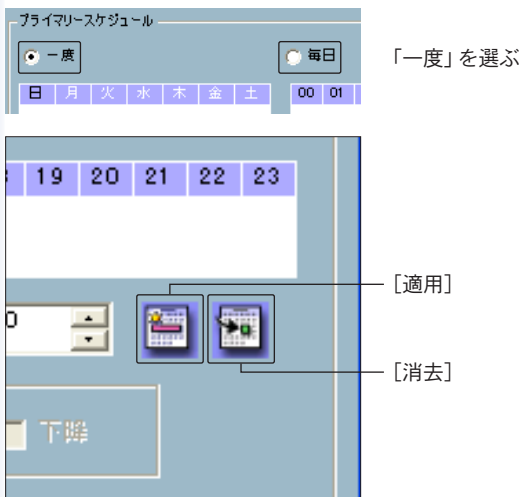 プライマリースケジュール
一度 毎日 「一度」を選ぶ
日 月 火 水 木 金 土 00 01
19 20 21 22 23
[適用]
0
[消去]
下降